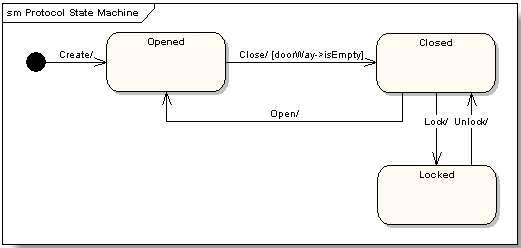 sm Protocol State Machine
Opened
Closed
Create/
Close/ [doorWay->isEmpty]
Open/
Lock/
Unlock/
Locked